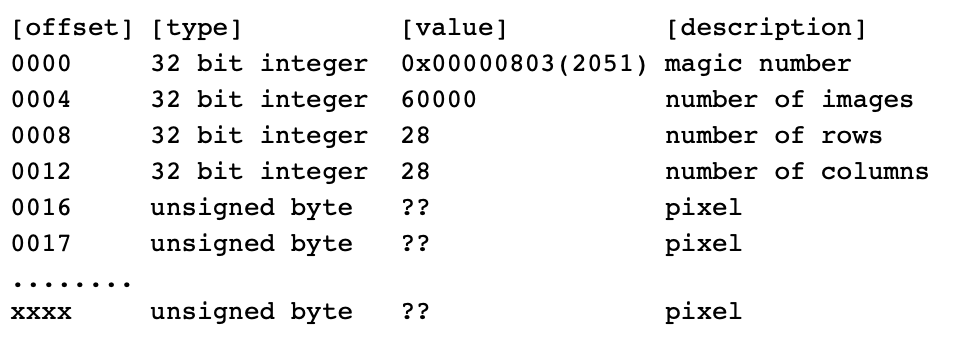 [offset] [type] [value] [description]
0000 32 bit integer 0x00000803(2051) magic number
0004 32 bit integer 60000 number of images
0008 32 bit integer 28 number of rows
0012 32 bit integer 28 number of columns
0016 unsigned byte ?? pixel
0017 unsigned byte ?? pixel
........
xxxx unsigned byte ?? pixel